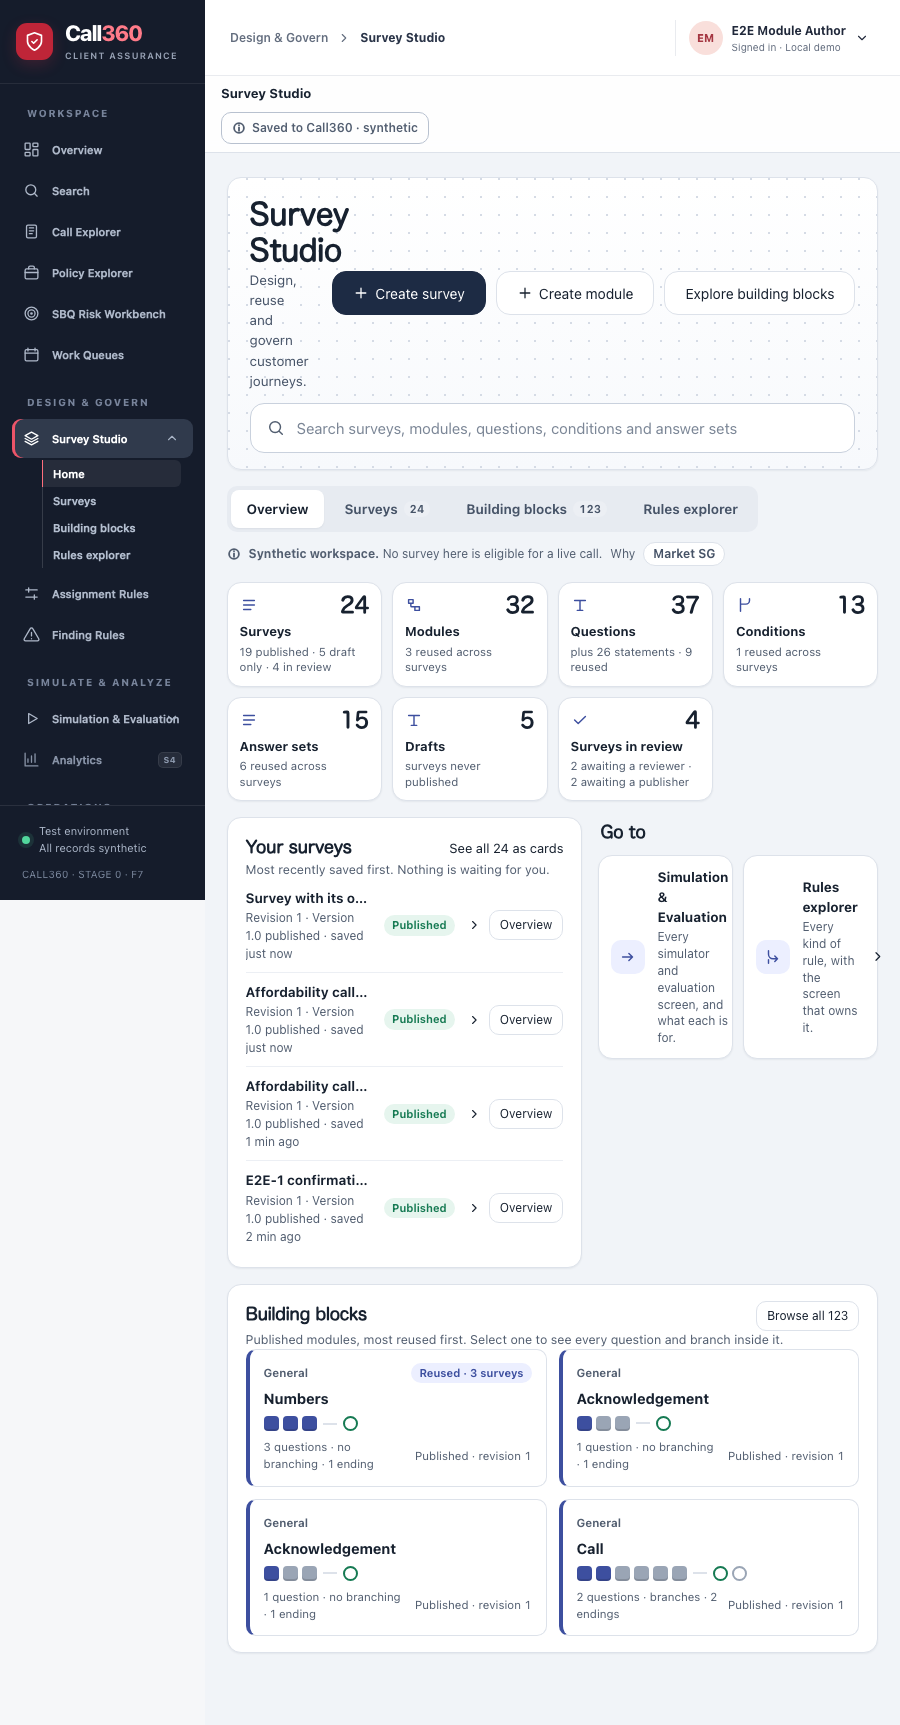 Call360
CLIENT ASSURANCE
WORKSPACE
Overview
Search
Call Explorer
Policy Explorer
SBQ Risk Workbench
Work Queues
DESIGN & GOVERN
Survey Studio
Home
Surveys
Building blocks
Rules explorer
Assignment Rules
Finding Rules
SIMULATE & ANALYZE
Simulation & Evaluation
Analytics
S4
Test environment
All records synthetic
CALL360 · STAGE 0 · F7
Design & Govern
Survey Studio
EM
E2E Module Author
Signed in · Local demo
Survey Studio
Saved to Call360 · synthetic
Survey
Studio
Design,
reuse
and
govern
customer
journeys.
Create survey
Create module
Explore building blocks
Search surveys, modules, questions, conditions and answer sets
Overview
Surveys 24
Building blocks 123
Rules explorer
Synthetic workspace. No survey here is eligible for a live call. Why
Market SG
24
Surveys
19 published · 5 draft
only · 4 in review
32
Modules
3 reused across
surveys
37
Questions
plus 26 statements · 9
reused
13
Conditions
1 reused across
surveys
15
Answer sets
6 reused across
surveys
5
Drafts
surveys never
published
4
Surveys in review
2 awaiting a reviewer ·
2 awaiting a publisher
Your surveys
See all 24 as cards
Most recently saved first. Nothing is waiting for you.
Survey with its o...
Revision 1 · Version
1.0 published · saved
just now
Published
Overview
Affordability call...
Revision 1 · Version
1.0 published · saved
just now
Published
Overview
Affordability call...
Revision 1 · Version
1.0 published · saved
1 min ago
Published
Overview
E2E-1 confirmati...
Revision 1 · Version
1.0 published · saved
2 min ago
Published
Overview
Go to
Simulation
&
Evaluation
Every
simulator
and
evaluation
screen, and
what each is
for.
Rules
explorer
Every
kind of
rule, with
the
screen
that owns
it.
Building blocks
Browse all 123
Published modules, most reused first. Select one to see every question and branch inside it.
General
Reused · 3 surveys
Numbers
3 questions · no
branching · 1 ending
Published · revision 1
General
Acknowledgement
1 question · no branching
· 1 ending
Published · revision 1
General
Acknowledgement
1 question · no branching
· 1 ending
Published · revision 1
General
Call
2 questions · branches · 2
endings
Published · revision 1